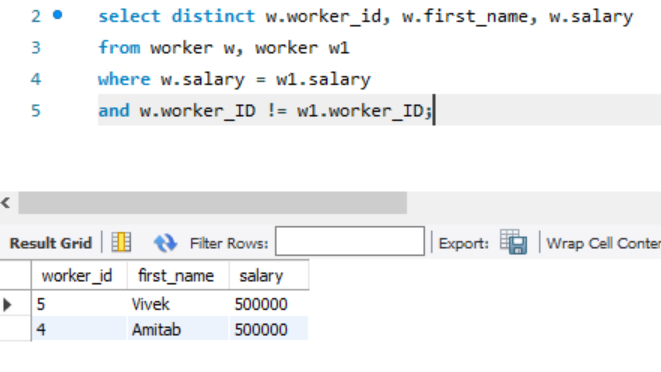 2 select distinct w.worker_id, w.first_name, w.salary
3 from worker w, worker w1
4 where w.salary = w1.salary
5 and w.worker_ID != w1.worker_ID;
Result Grid Filter Rows: Export: Wrap Cell Conter
worker_id first_name salary
5 Vivek 500000
4 Amitab 500000